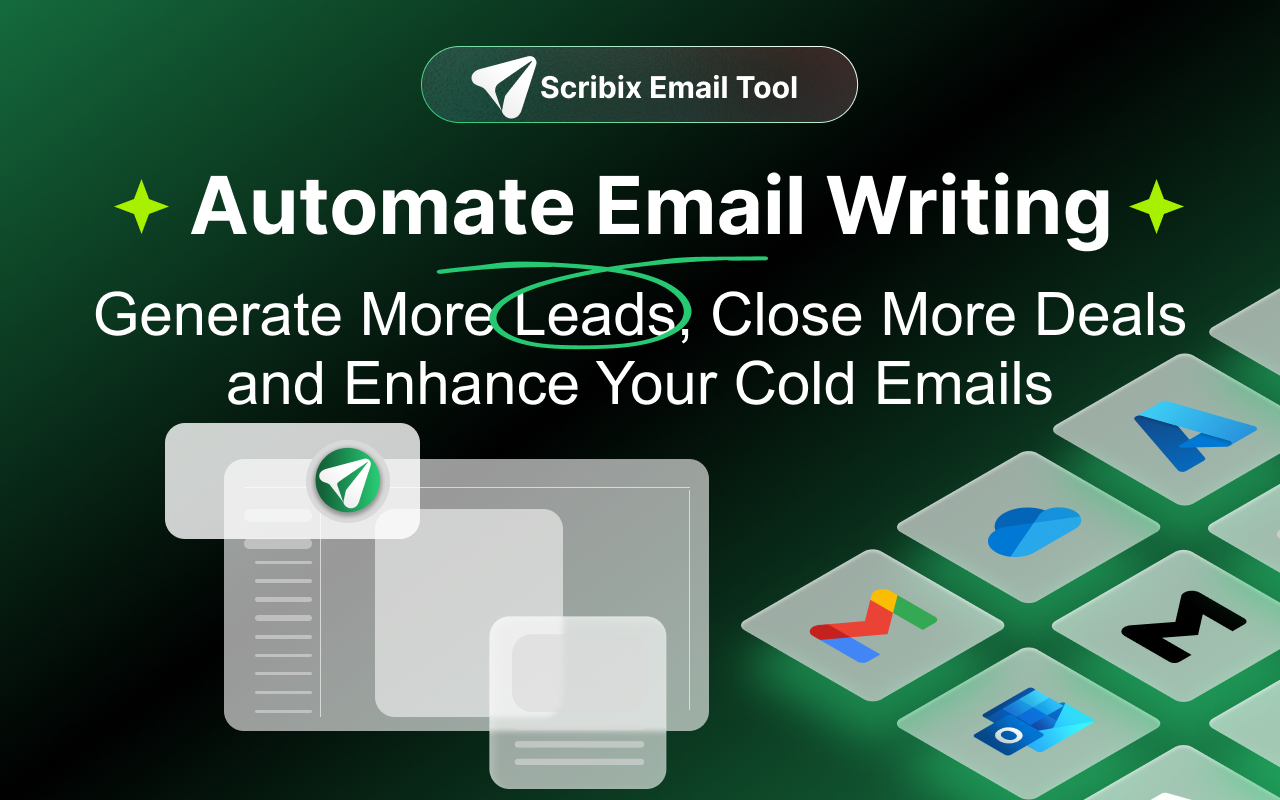 Scribix Email Tool
Automate Email Writing
Generate More Leads, Close More Deals
and Enhance Your Cold Emails